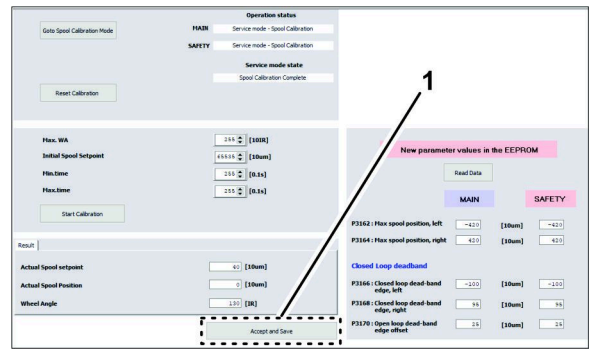 Operation status
Goto Spool Calibration Mode
MAIN Service mode - Spool Calibration
SAFETY Service mode - Spool Calibration
Service mode state
Spool Calibration Complete
Reset Calibration
1
Max. WA 255 [10IR]
Initial Spool Setpoint 65535 [10um]
Min.time 255 [0.1s]
Max.time 255 [0.1s]
Start Calibration
Result
Actual Spool setpoint 40 [10um]
Actual Spool Position 0 [10um]
Wheel Angle 130 [IR]
Accept and Save
New parameter values in the EEPROM
Read Data
MAIN SAFETY
P3162 : Max spool position, left -420 [10um] -420
P3164 : Max spool position, right 420 [10um] 420
Closed Loop deadband
P3166 : Closed loop dead-band -100 [10um] -100
edge, left
P3168 : Closed loop dead-band 95 [10um] 95
edge, right
P3170 : Open loop dead-band 25 [10um] 25
edge offset